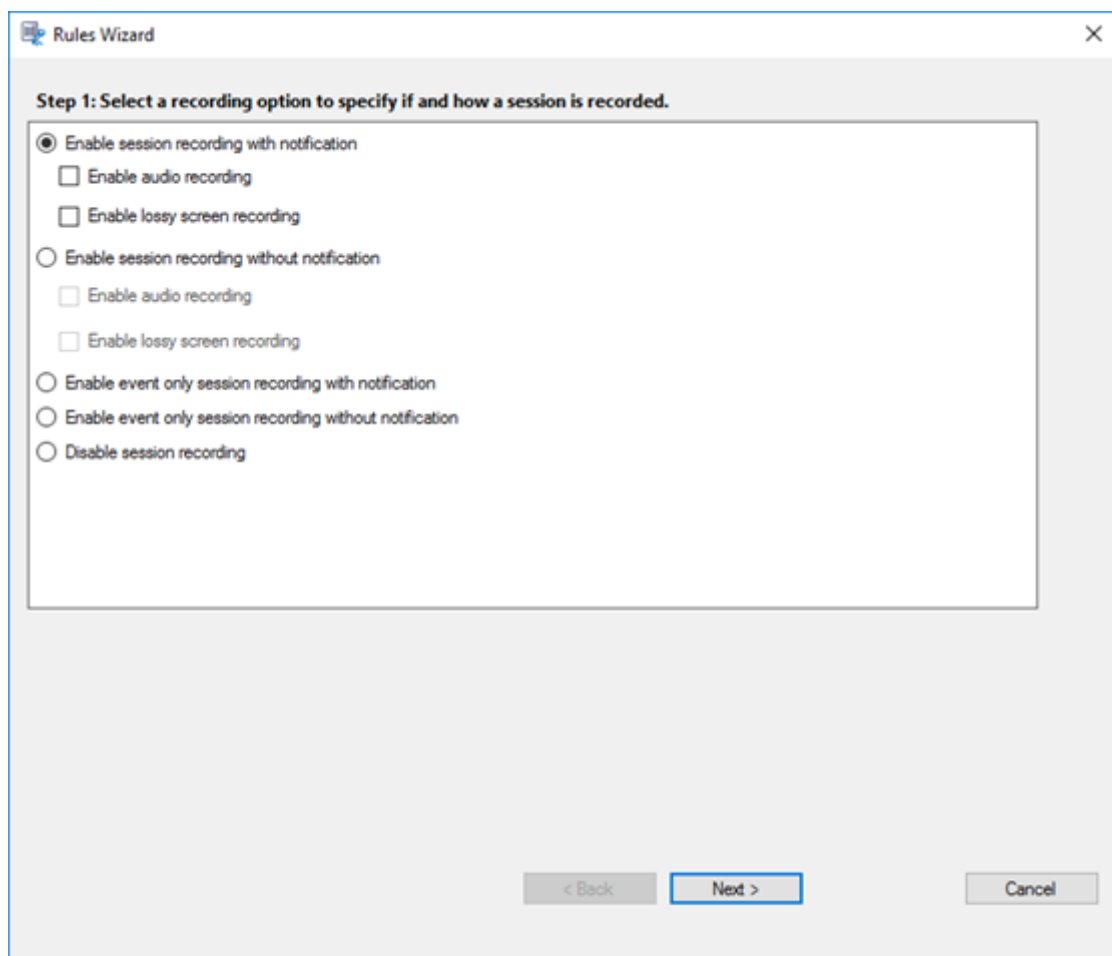 Rules Wizard
Step 1: Select a recording option to specify if and how a session is recorded.
Enable session recording with notification
Enable audio recording
Enable lossy screen recording
Enable session recording without notification
Enable audio recording
Enable lossy screen recording
Enable event only session recording with notification
Enable event only session recording without notification
Disable session recording
< Back
Next >
Cancel